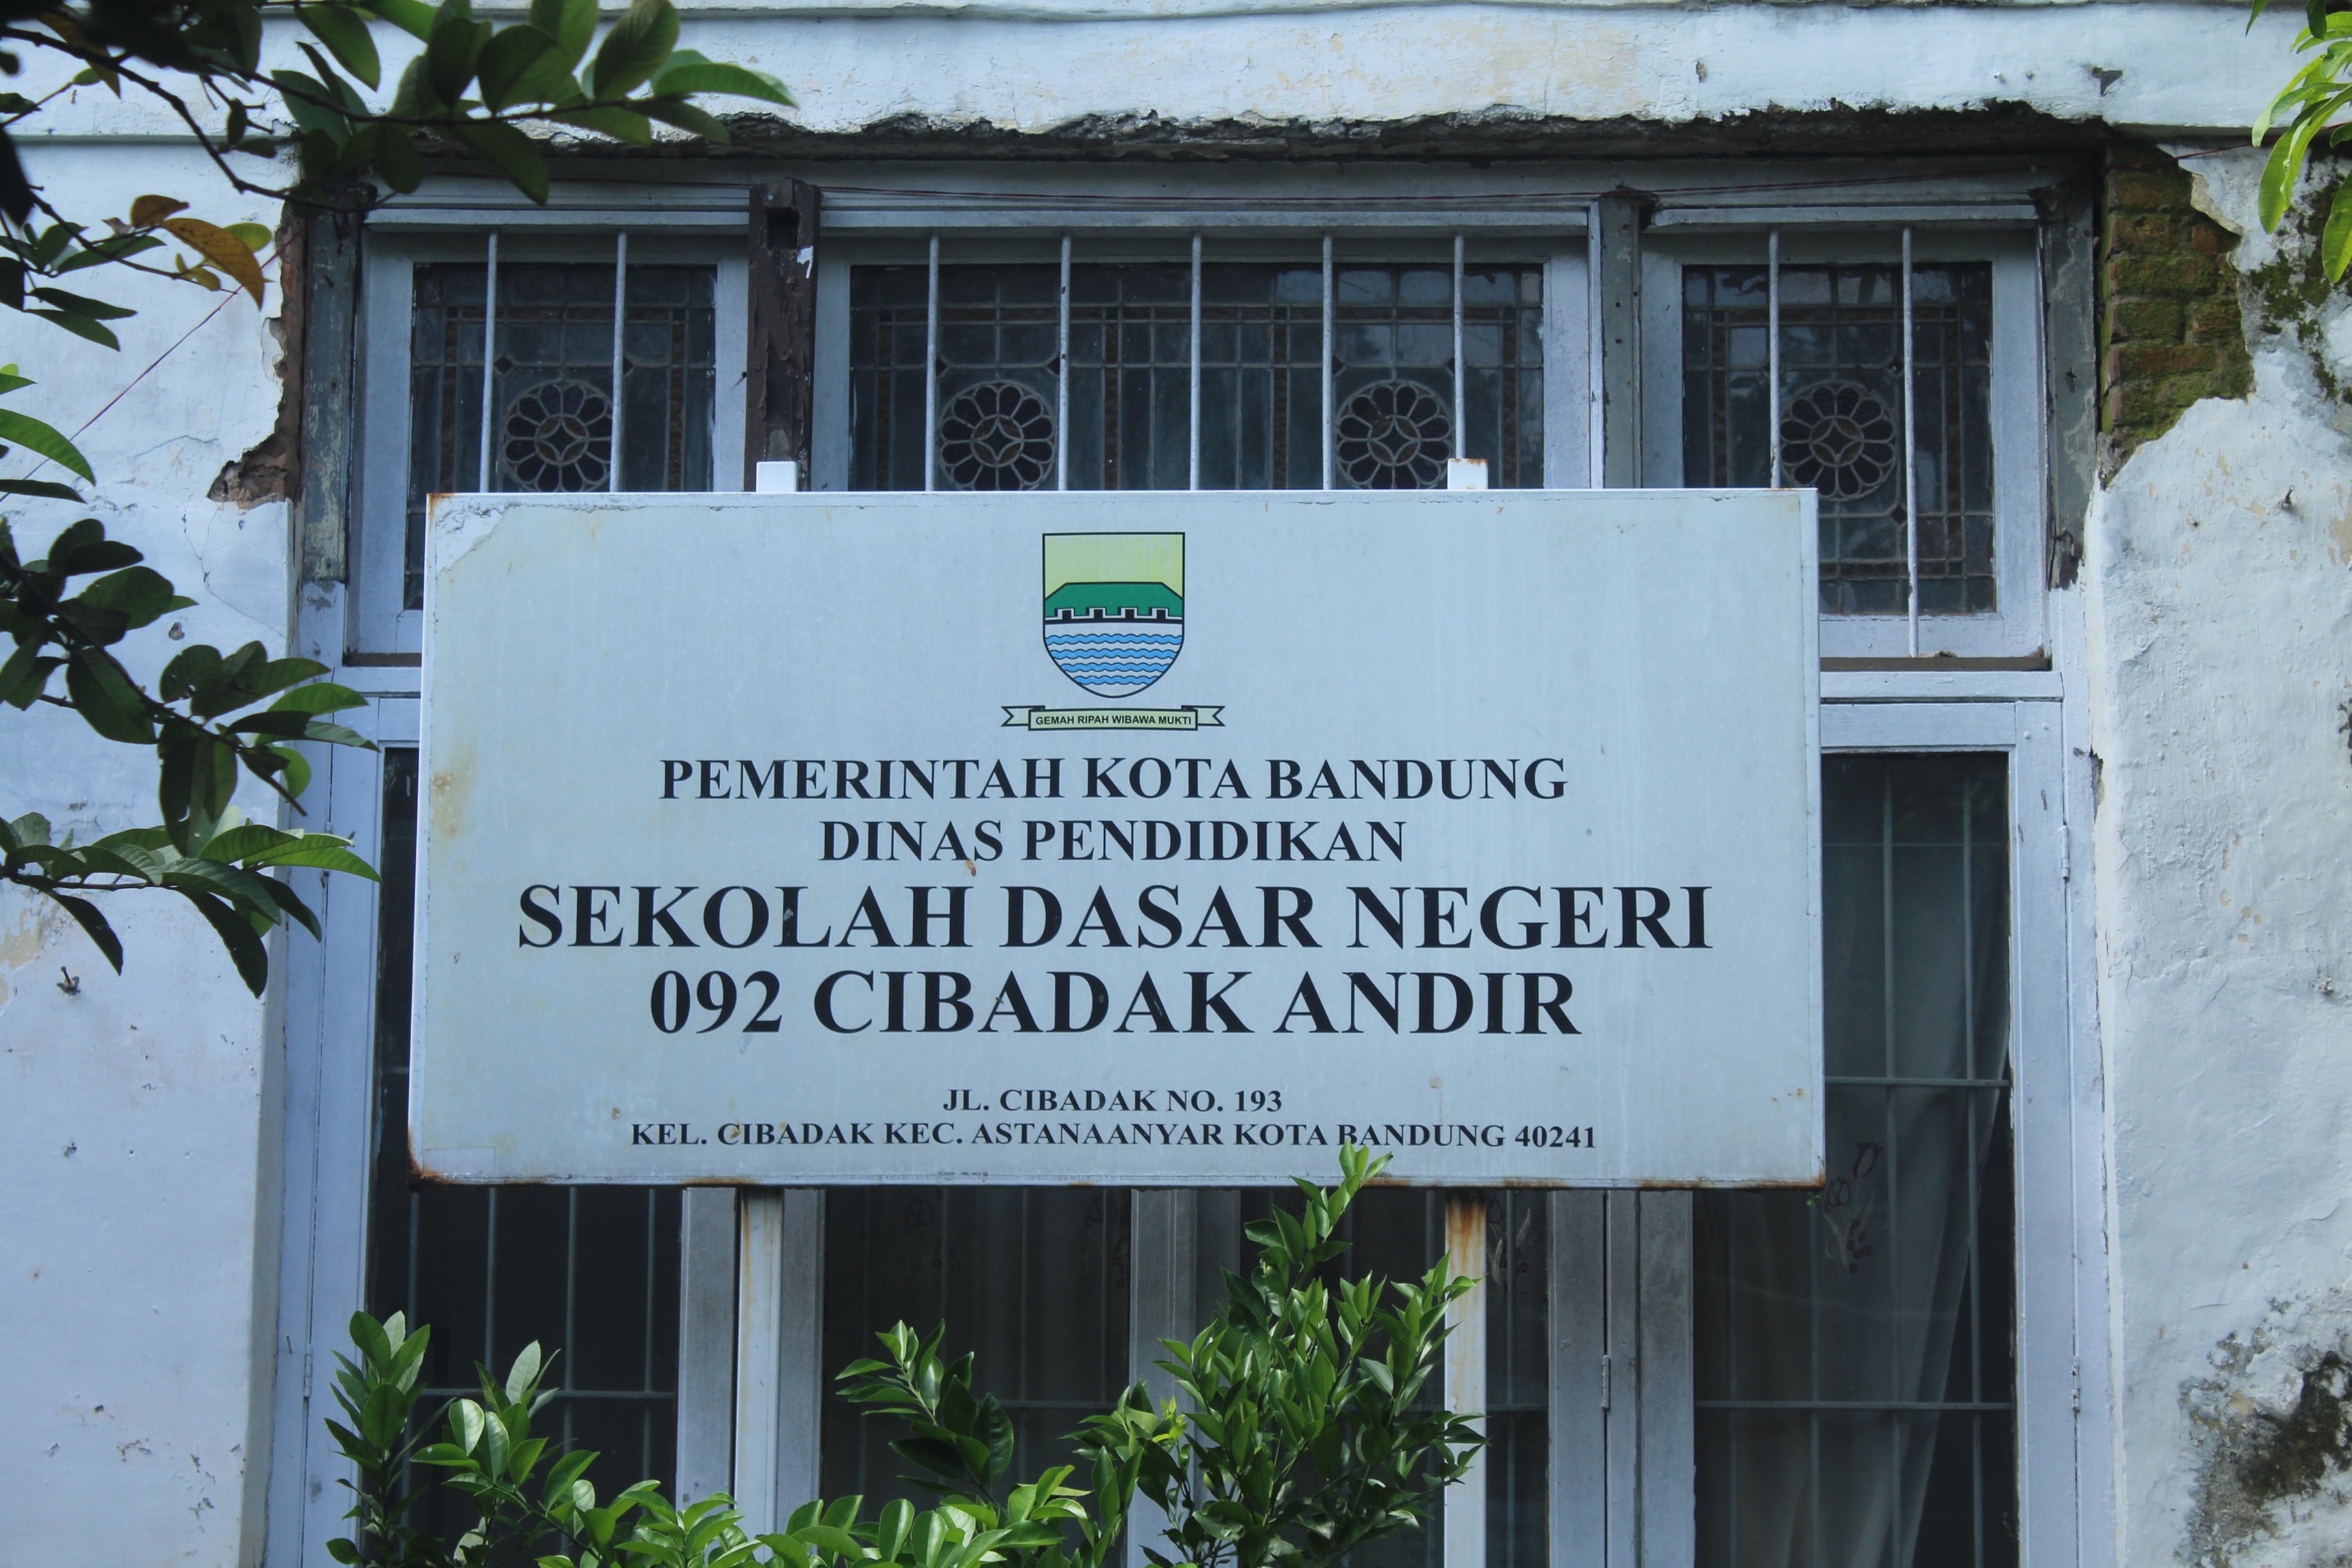 GEMAH RIPAH WIBAWA MUKTI
PEMERINTAH KOTA BANDUNG
DINAS PENDIDIKAN
SEKOLAH DASAR NEGERI
092 CIBADAK ANDIR
JL. CIBADAK NO. 193
KEL. CIBADAK KEC. ASTANAANYAR KOTA BANDUNG 40241